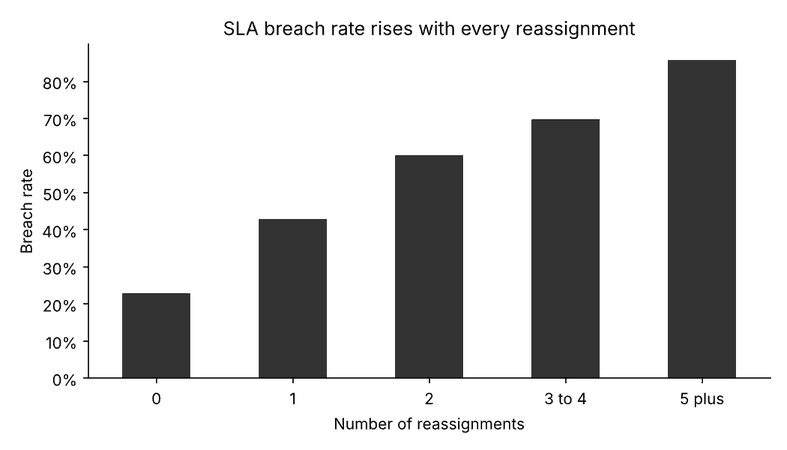 SLA breach rate rises with every reassignment
Breach rate
80%
70%
60%
50%
40%
30%
20%
10%
0%
0
1
2
3 to 4
5 plus
Number of reassignments